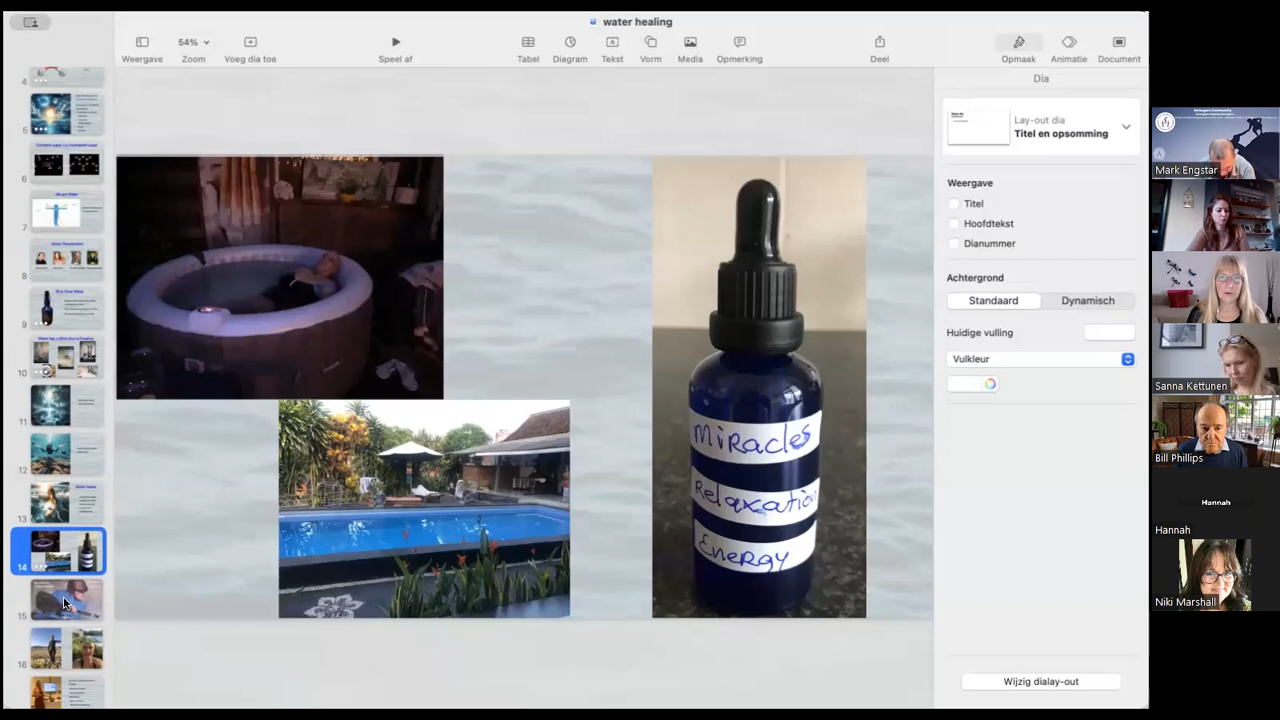 water healing
54%
Weergave
Zoom
Voeg dia toe
Speel af
Tabel
Diagram
Tekst
Vorm
Media
Opmerking
Deel
Opmaak
Animatie
Document
4
5
6
7
We are Water
8
9
10
11
12
13
14
15
16
Miracles
Relaxation
Energy
Dia
Lay-out dia
Titel en opsomming
Weergave
Titel
Hoofdtekst
Dianummer
Achtergrond
Standaard
Dynamisch
Huidige vulling
Vulkleur
Wijzig dialay-out
Mark Engstar
Sanna Kettunen
Bill Phillips
Hannah
Hannah
Niki Marshall